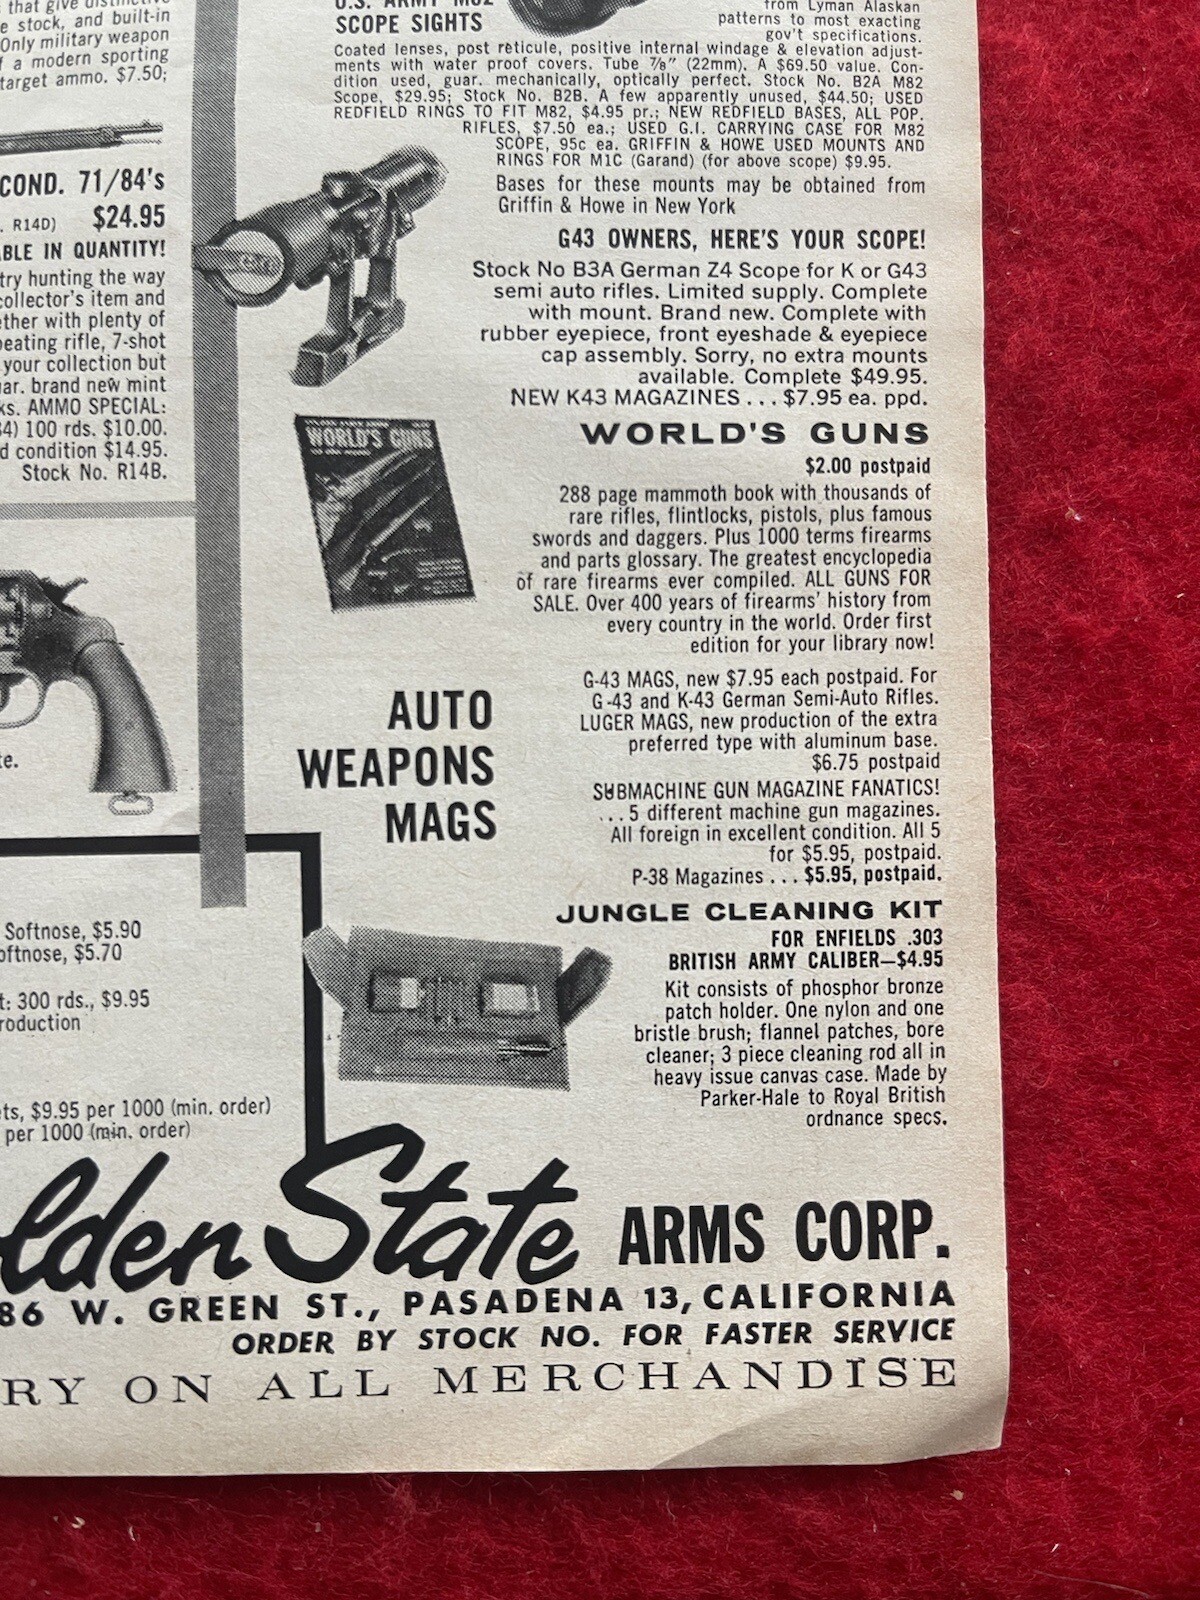 that give distinctive
e stock, and built-in
Only military weapon
f a modern sporting
target ammo. $7.50;
COND. 71/84's
. R14D) $24.95
ABLE IN QUANTITY!
try hunting the way
collector's item and
ether with plenty of
eating rifle, 7-shot
your collection but
uar. brand new mint
ks. AMMO SPECIAL:
84) 100 rds. $10.00.
d condition $14.95.
Stock No. R14B.
te.
Softnose, $5.90
oftnose, $5.70
t: 300 rds., $9.95
roduction
ets, $9.95 per 1000 (min. order)
per 1000 (min. order)
U.S. ARMY M82
SCOPE SIGHTS
from Lyman Alaskan
patterns to most exacting
gov't specifications.
Coated lenses, post reticule, positive internal windage & elevation adjust-
ments with water proof covers. Tube 7/8" (22mm). A $69.50 value. Con-
dition used, guar. mechanically, optically perfect. Stock No. B2A M82
Scope, $29.95; Stock No. B2B. A few apparently unused, $44.50; USED
REDFIELD RINGS TO FIT M82, $4.95 pr.; NEW REDFIELD BASES, ALL POP.
RIFLES, $7.50 ea.; USED G.I. CARRYING CASE FOR M82
SCOPE, 95c ea. GRIFFIN & HOWE USED MOUNTS AND
RINGS FOR M1C (Garand) (for above scope) $9.95.
Bases for these mounts may be obtained from
Griffin & Howe in New York
G43 OWNERS, HERE'S YOUR SCOPE!
Stock No B3A German Z4 Scope for K or G43
semi auto rifles. Limited supply. Complete
with mount. Brand new. Complete with
rubber eyepiece, front eyeshade & eyepiece
cap assembly. Sorry, no extra mounts
available. Complete $49.95.
NEW K43 MAGAZINES . . . $7.95 ea. ppd.
WORLD'S GUNS
WORLD'S GUNS
$2.00 postpaid
288 page mammoth book with thousands of
rare rifles, flintlocks, pistols, plus famous
swords and daggers. Plus 1000 terms firearms
and parts glossary. The greatest encyclopedia
of rare firearms ever compiled. ALL GUNS FOR
SALE. Over 400 years of firearms' history from
every country in the world. Order first
edition for your library now!
AUTO
WEAPONS
MAGS
G-43 MAGS, new $7.95 each postpaid. For
G-43 and K-43 German Semi-Auto Rifles.
LUGER MAGS, new production of the extra
preferred type with aluminum base.
$6.75 postpaid
SUBMACHINE GUN MAGAZINE FANATICS!
. . . 5 different machine gun magazines.
All foreign in excellent condition. All 5
for $5.95, postpaid.
P-38 Magazines . . . $5.95, postpaid.
JUNGLE CLEANING KIT
FOR ENFIELDS .303
BRITISH ARMY CALIBER—$4.95
Kit consists of phosphor bronze
patch holder. One nylon and one
bristle brush; flannel patches, bore
cleaner; 3 piece cleaning rod all in
heavy issue canvas case. Made by
Parker-Hale to Royal British
ordnance specs.
olden State ARMS CORP.
86 W. GREEN ST., PASADENA 13, CALIFORNIA
ORDER BY STOCK NO. FOR FASTER SERVICE
RY ON ALL MERCHANDISE